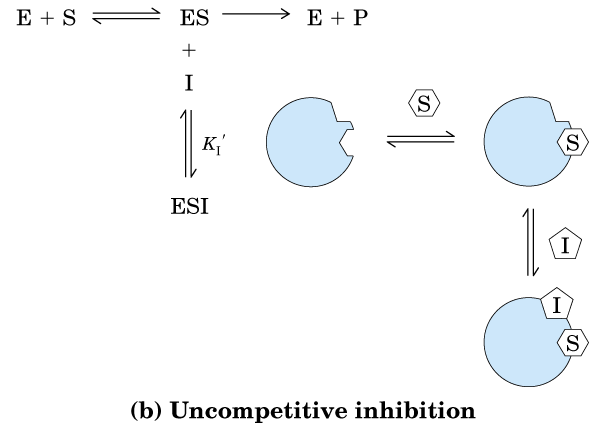 E + S ⇌ ES ⟶ E + P
+
I
K_I′
ESI
S
S
I
I
S
(b) Uncompetitive inhibition